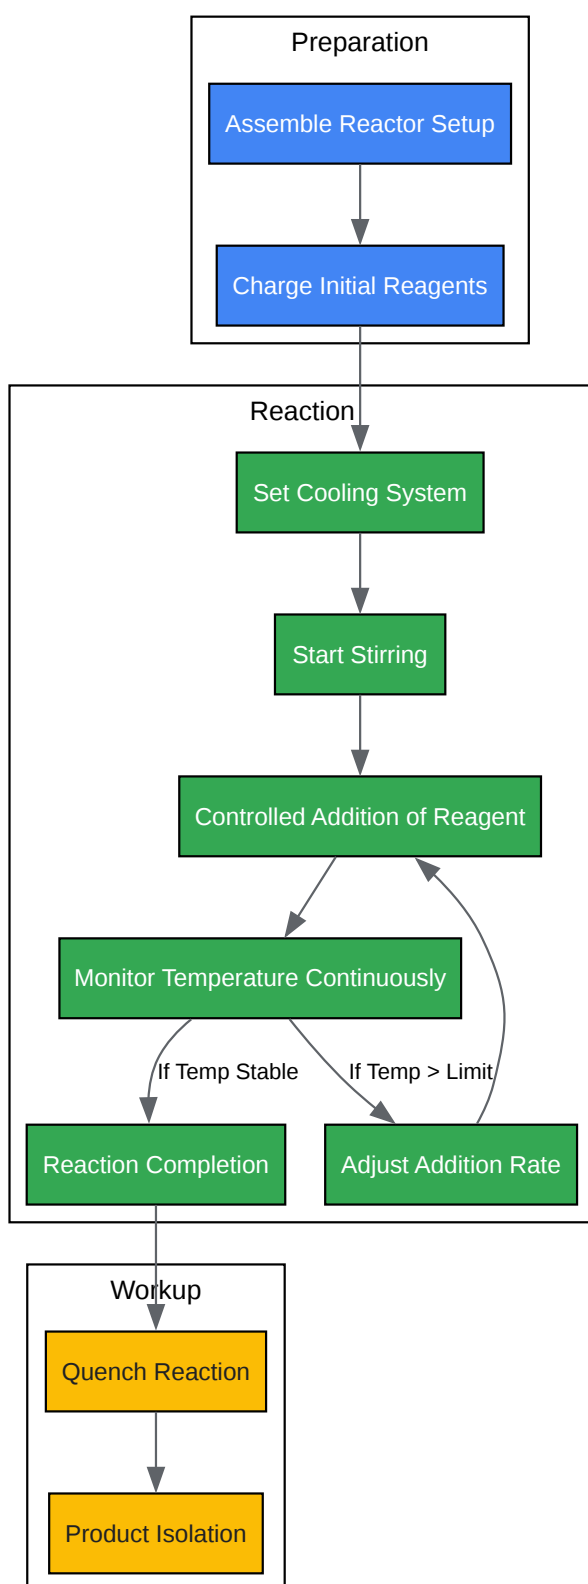 Preparation
Assemble Reactor Setup
Charge Initial Reagents
Reaction
Set Cooling System
Start Stirring
Controlled Addition of Reagent
Monitor Temperature Continuously
If Temp Stable
If Temp > Limit
Reaction Completion
Adjust Addition Rate
Workup
Quench Reaction
Product Isolation